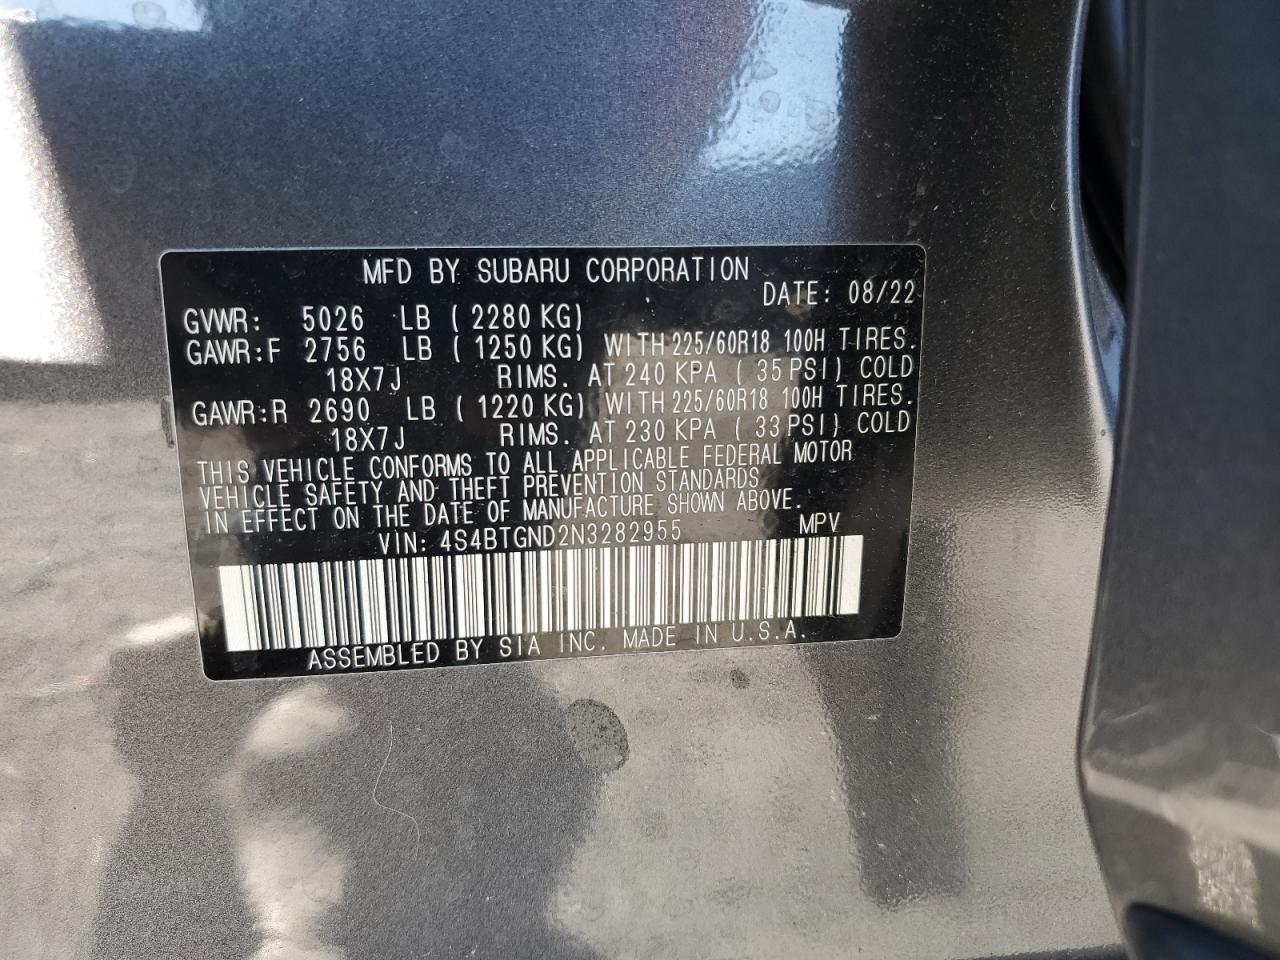 MFD BY SUBARU CORPORATION
DATE: 08/22
GVWR: 5026 LB ( 2280 KG)
GAWR:F 2756 LB ( 1250 KG) WITH 225/60R18 100H TIRES.
18X7J RIMS. AT 240 KPA ( 35 PSI) COLD
GAWR:R 2690 LB ( 1220 KG) WITH 225/60R18 100H TIRES.
18X7J RIMS. AT 230 KPA ( 33 PSI) COLD
THIS VEHICLE CONFORMS TO ALL APPLICABLE FEDERAL MOTOR
VEHICLE SAFETY AND THEFT PREVENTION STANDARDS
IN EFFECT ON THE DATE OF MANUFACTURE SHOWN ABOVE.
VIN: 4S4BTGND2N3282955 MPV
ASSEMBLED BY SIA INC. MADE IN U.S.A.